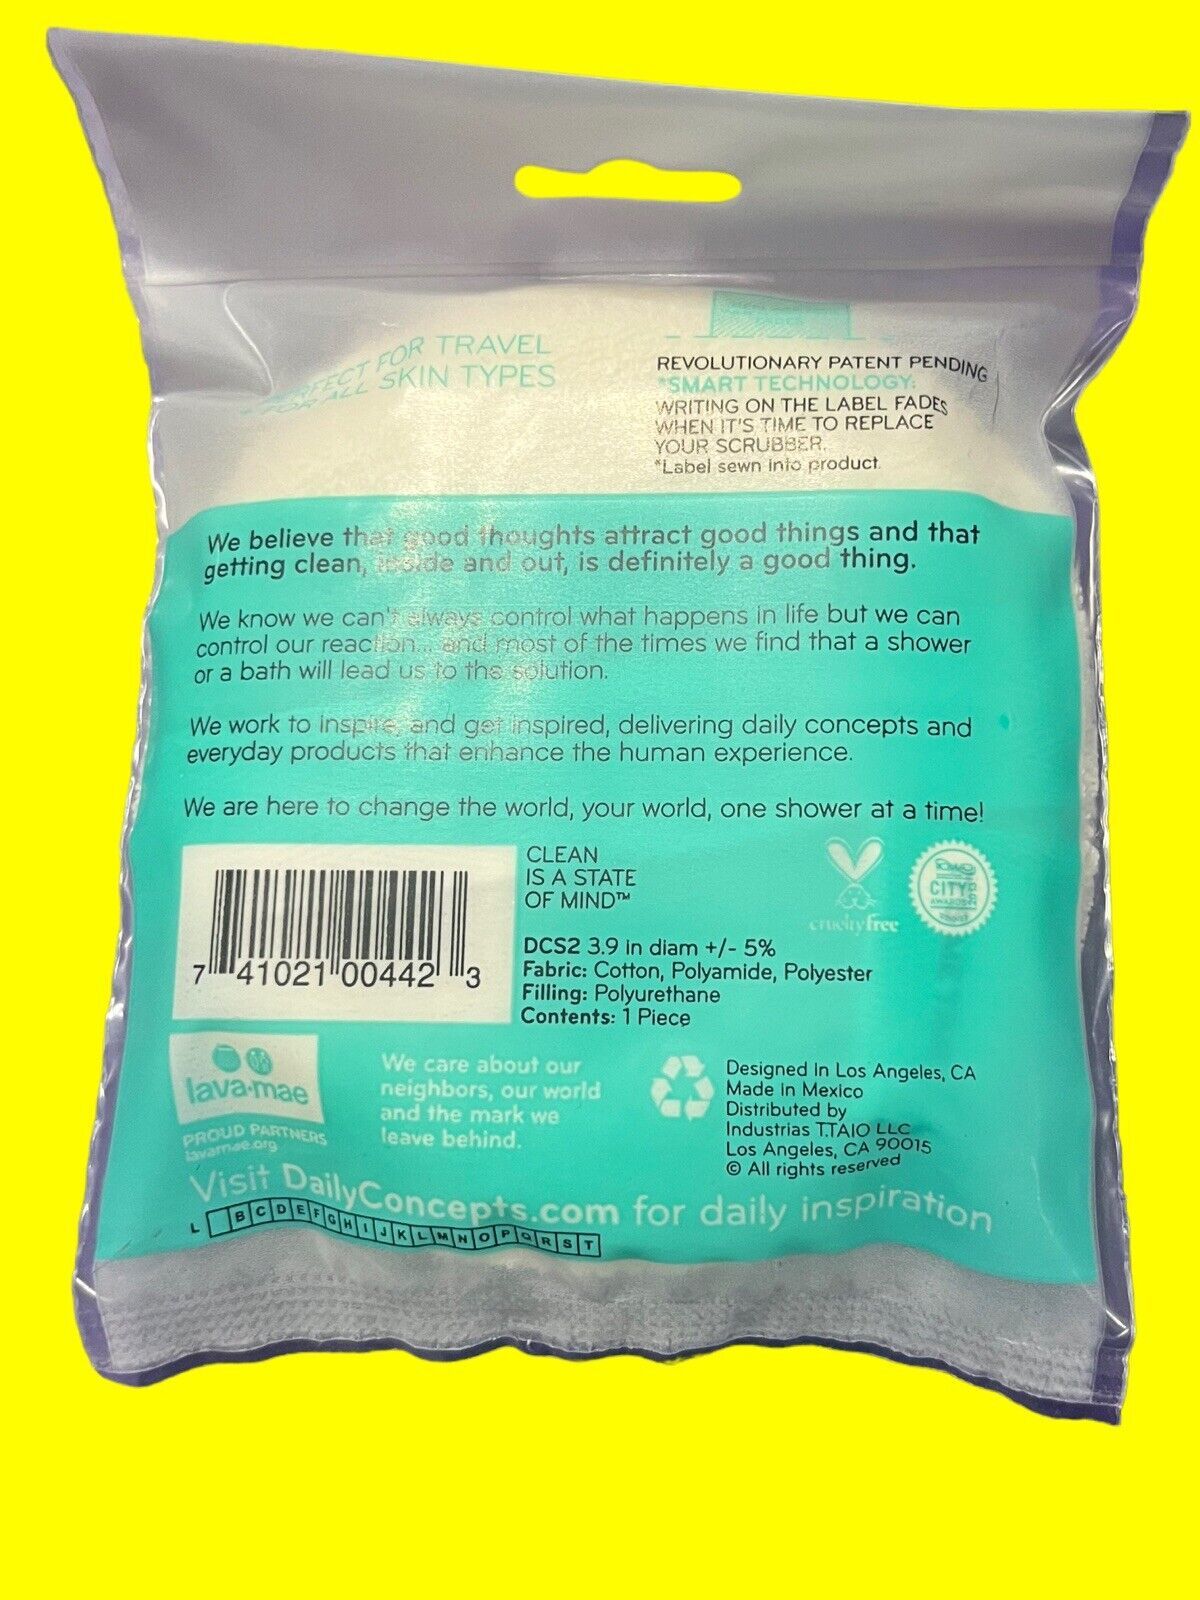 PERFECT FOR TRAVEL
FOR ALL SKIN TYPES
REVOLUTIONARY PATENT PENDING
*SMART TECHNOLOGY:
WRITING ON THE LABEL FADES
WHEN IT'S TIME TO REPLACE
YOUR SCRUBBER.
*Label sewn into product.
We believe that good thoughts attract good things and that
getting clean, inside and out, is definitely a good thing.
We know we can't always control what happens in life but we can
control our reaction... and most of the times we find that a shower
or a bath will lead us to the solution.
We work to inspire, and get inspired, delivering daily concepts and
everyday products that enhance the human experience.
We are here to change the world, your world, one shower at a time!
CLEAN
IS A STATE
OF MIND™
crueltyfree
CITY
AWARDS
7 41021 00442 3
DCS2 3.9 in diam +/- 5%
Fabric: Cotton, Polyamide, Polyester
Filling: Polyurethane
Contents: 1 Piece
lava·mae
PROUD PARTNERS
lavamae.org
We care about our
neighbors, our world
and the mark we
leave behind.
Designed In Los Angeles, CA
Made In Mexico
Distributed by
Industrias TTAIO LLC
Los Angeles, CA 90015
© All rights reserved
Visit DailyConcepts.com for daily inspiration
L B C D E F G H I J K L M N O P Q R S T